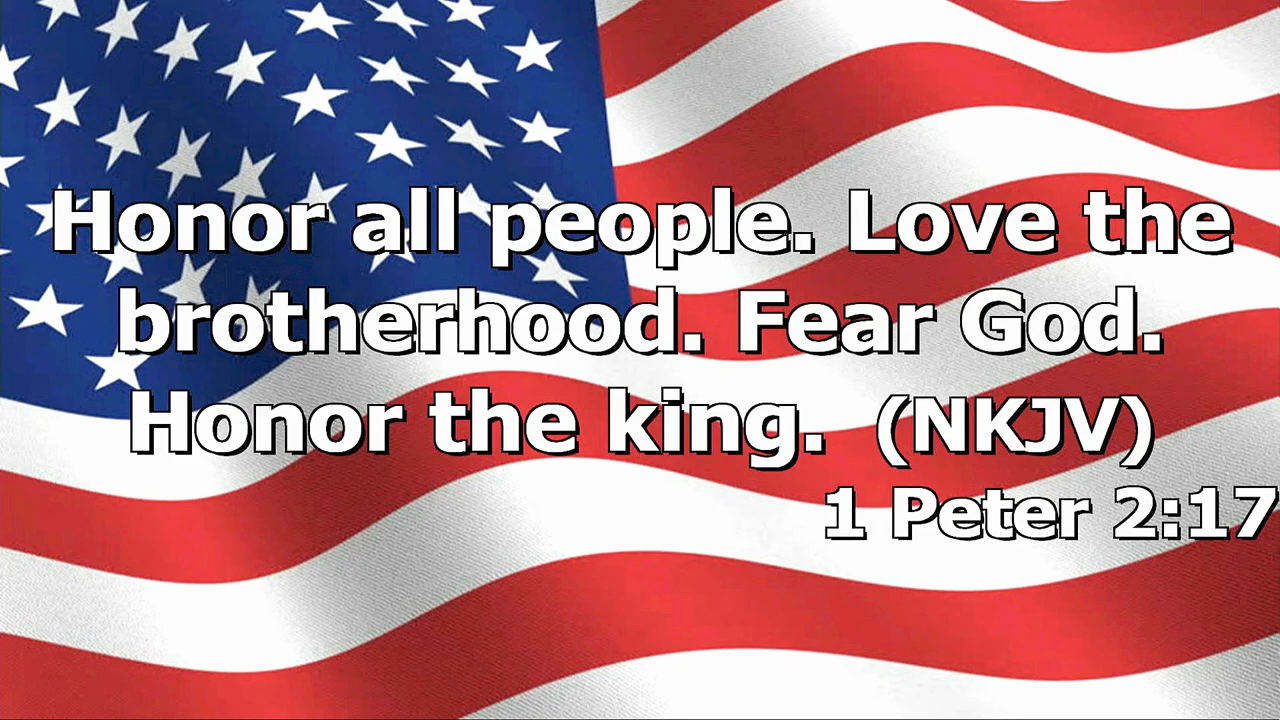 Honor all people. Love the
brotherhood. Fear God.
Honor the king. (NKJV)
1 Peter 2:17